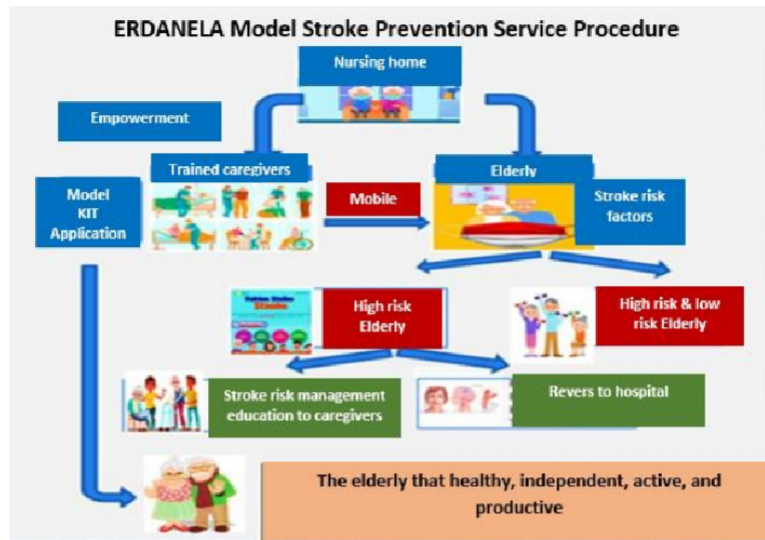 ERDANELA Model Stroke Prevention Service Procedure
Nursing home
Empowerment
Trained caregivers
Elderly
Model
KIT
Application
Mobile
Stroke risk
factors
Stroke
High risk
Elderly
High risk & low
risk Elderly
Stroke risk management
education to caregivers
Revers to hospital
The elderly that healthy, independent, active, and
productive